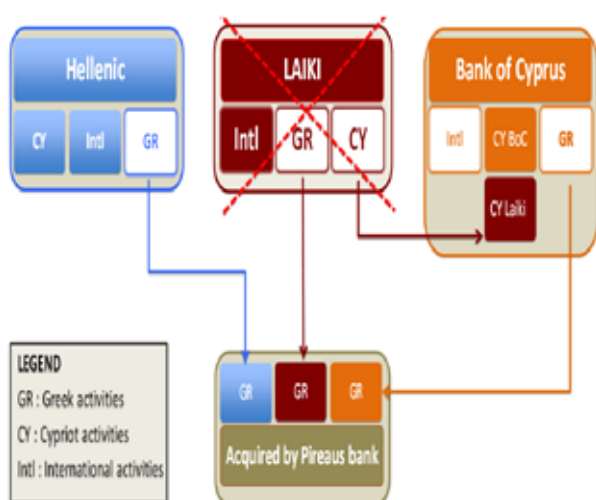 Hellenic
CY Intl GR
LAIKI
Intl GR CY
Bank of Cyprus
Intl CY BoC GR
CY Laiki
GR GR GR
Acquired by Pireaus bank
LEGEND
GR : Greek activities
CY : Cypriot activities
Intl : International activities